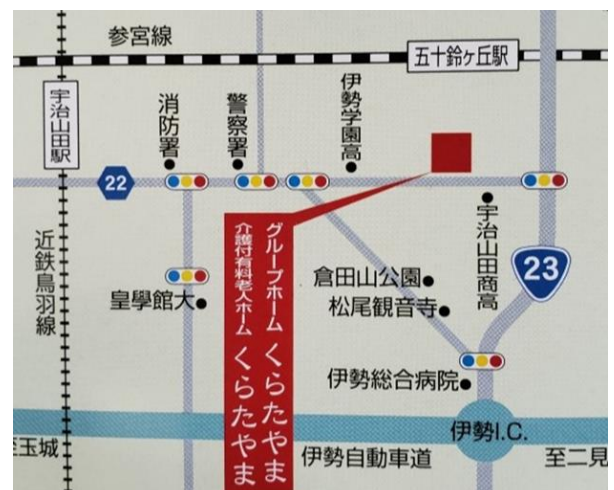 参宮線
五十鈴ヶ丘駅
宇治山田駅
消防署
警察署
伊勢学園高
22
宇治山田商高
23
近鉄鳥羽線
皇學館大
倉田山公園
松尾観音寺
グループホーム くらたやま
介護付有料老人ホーム くらたやま
伊勢総合病院
伊勢I.C.
至玉城
伊勢自動車道
至二見